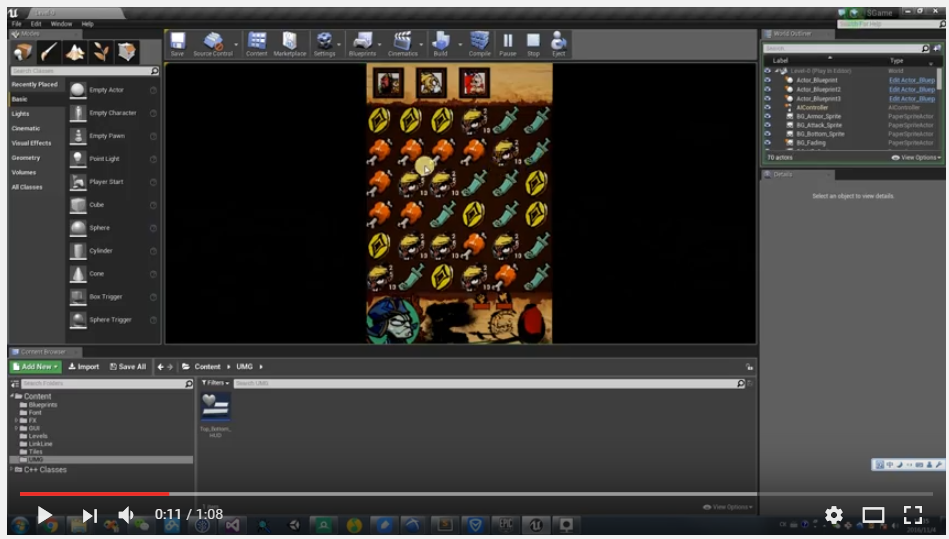 Level-0
SGame
File Edit Window Help
Search For Help
Modes
Save Source Control Content Marketplace Settings Blueprints Cinematics Build Compile Pause Stop Eject
World Outliner
Search Classes
Search...
Recently Placed
Basic
Lights
Cinematic
Visual Effects
Geometry
Volumes
All Classes
Empty Actor
Empty Character
Empty Pawn
Point Light
Player Start
Cube
Sphere
Cylinder
Cone
Box Trigger
Sphere Trigger
Label Type
Level-0 (Play In Editor) World
Actor_Blueprint Edit Actor_Bluep
Actor_Blueprint2 Edit Actor_Bluep
Actor_Blueprint3 Edit Actor_Bluep
AIController AIController
BG_Armor_Sprite PaperSpriteActor
BG_Attack_Sprite PaperSpriteActor
BG_Bottom_Sprite PaperSpriteActor
BG_Fading PaperSpriteActor
70 actors View Options
Details
Select an object to view details
Content Browser
Add New Import Save All Content UMG
Search Folders Filters Search UMG
Content
Blueprints
Font
FX
GUI
Levels
LinkLine
Tiles
UMG
C++ Classes
Top_Bottom_
HUD
View Options
0:11 / 1:08